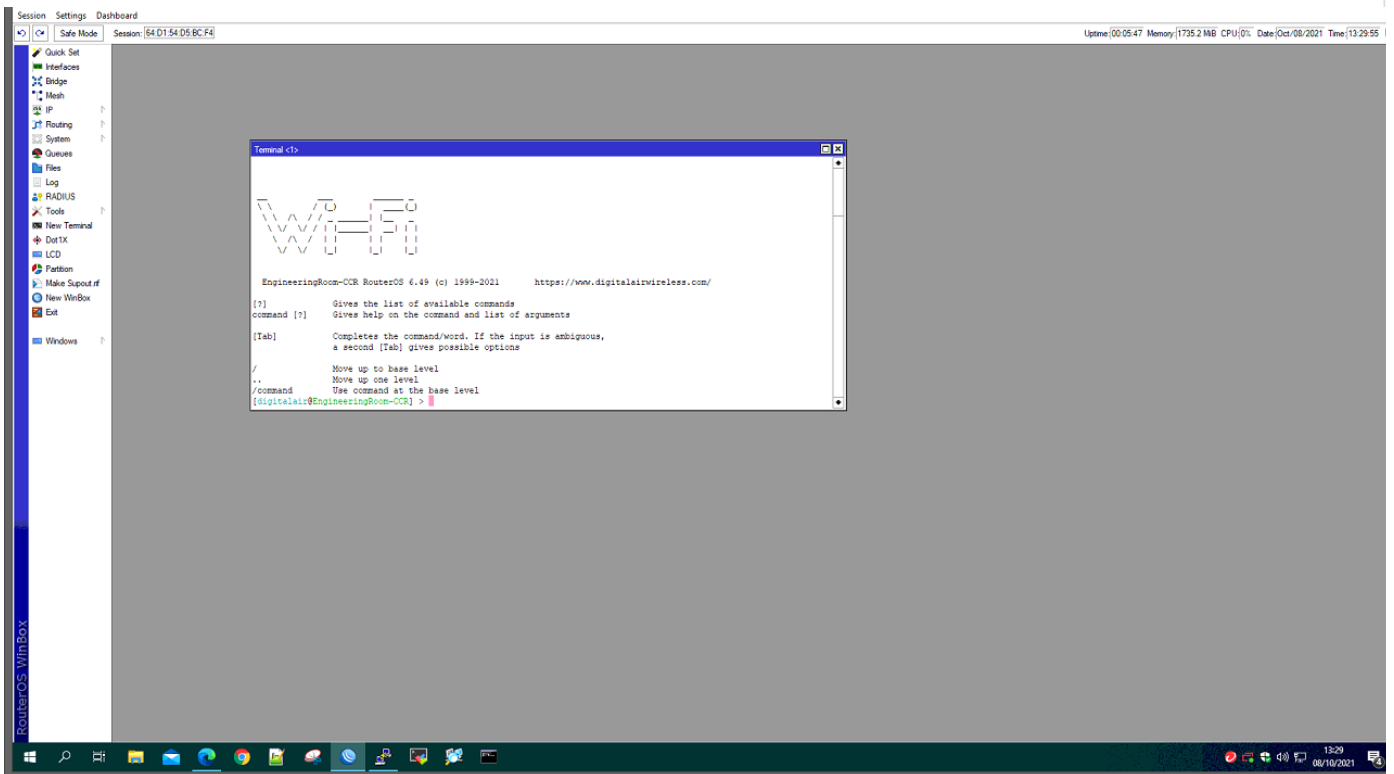 Session Settings Dashboard
Safe Mode Session: 64:D1:54:D5:BC:F4 Uptime: 00:05:47 Memory: 1735.2 MiB CPU: 0% Date: Oct/08/2021 Time: 13:29:55
Quick Set
Interfaces
Bridge
Mesh
IP
Routing
System
Queues
Files
Log
RADIUS
Tools
New Terminal
Dot1X
LCD
Partition
Make Supout.rif
New WinBox
Exit
Windows
RouterOS WinBox
Terminal <1>
Wi-Fi
EngineeringRoom-CCR RouterOS 6.49 (c) 1999-2021 https://www.digitalairwireless.com/
[?] Gives the list of available commands
command [?] Gives help on the command and list of arguments
[Tab] Completes the command/word. If the input is ambiguous,
a second [Tab] gives possible options
/ Move up to base level
.. Move up one level
/command Use command at the base level
[digitalair@EngineeringRoom-CCR] >
13:29
08/10/2021
4